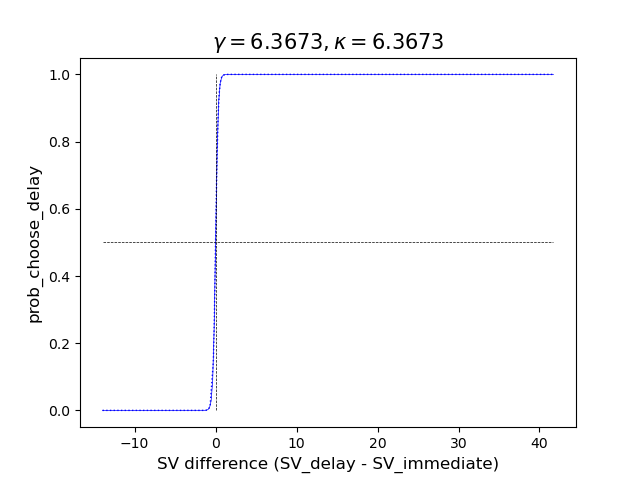 γ = 6.3673, κ = 6.3673
1.0
0.8
0.6
0.4
0.2
0.0
prob_choose_delay
−10 0 10 20 30 40
SV difference (SV_delay - SV_immediate)